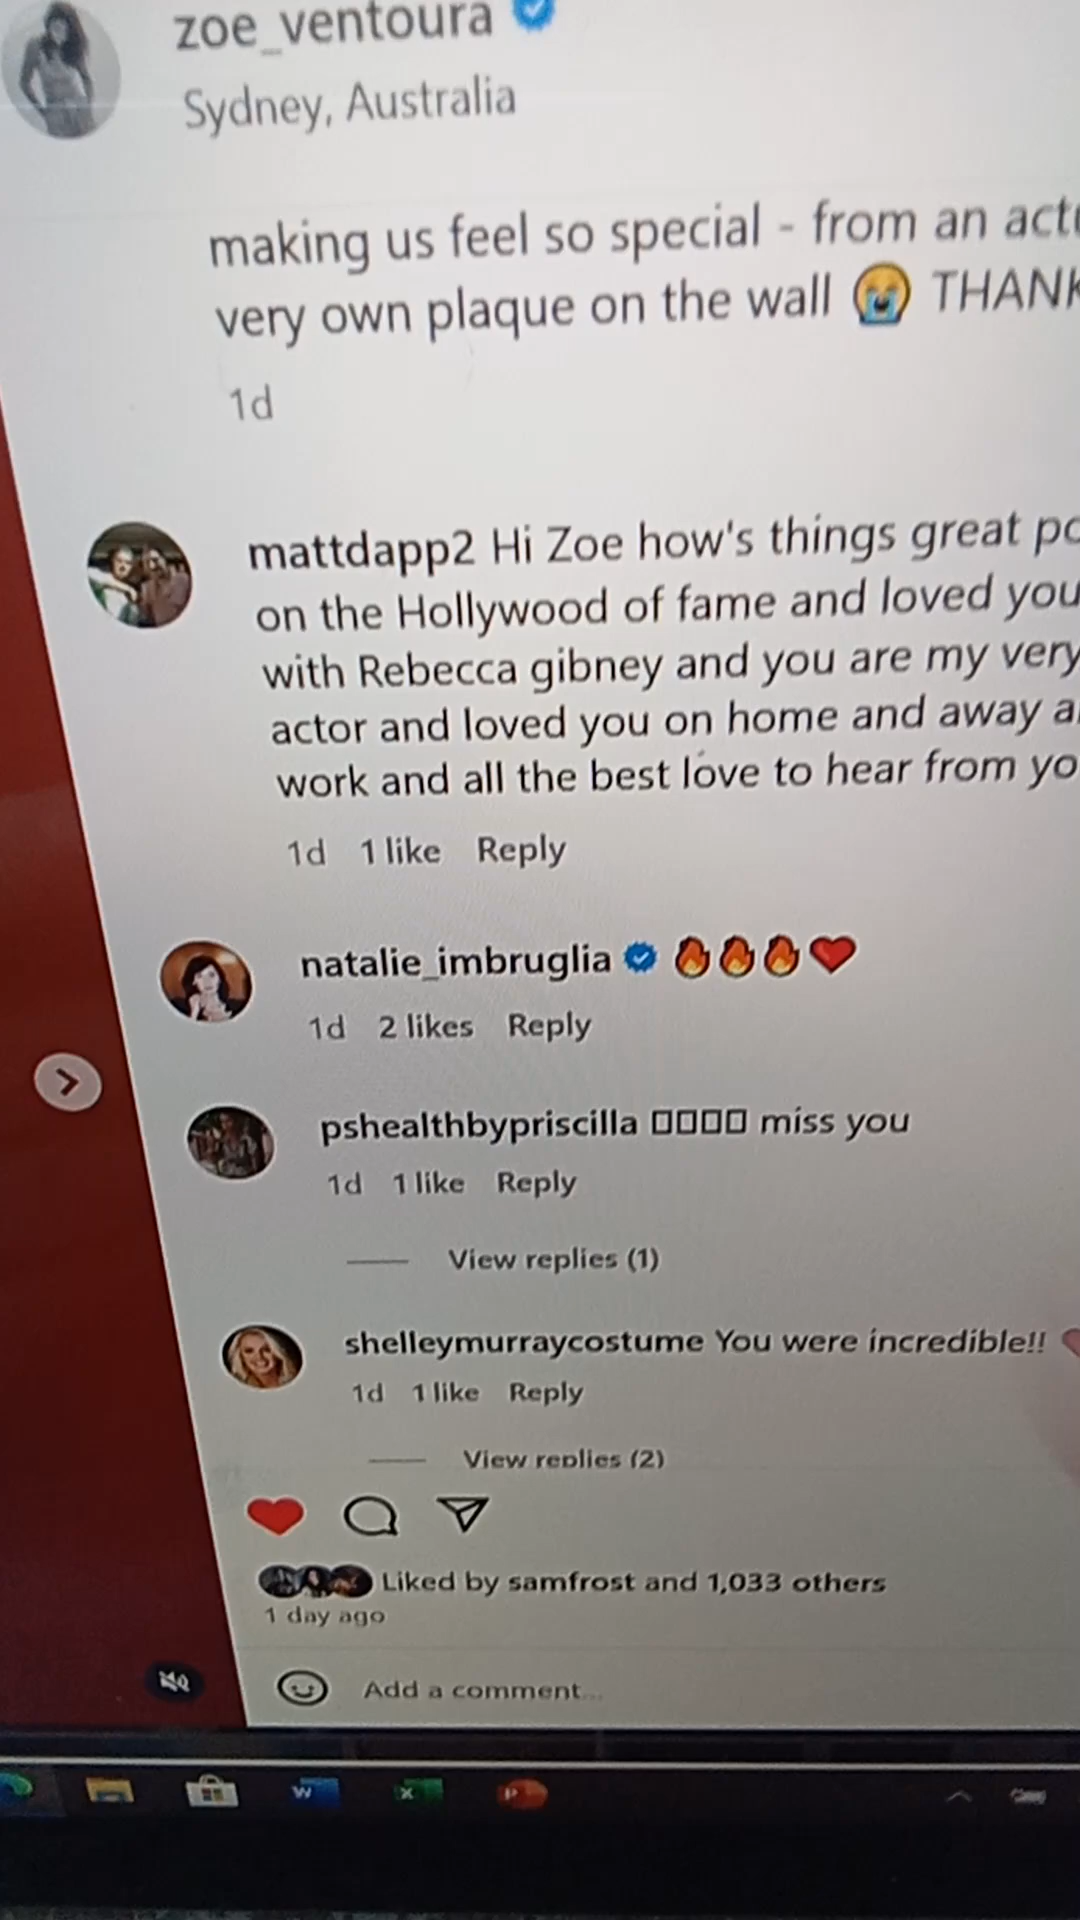 zoe_ventoura
Sydney, Australia
making us feel so special - from an
very own plaque on the wall 😭 THANK
1d
mattdapp2 Hi Zoe how's things great
on the Hollywood of fame and loved you
with Rebecca gibney and you are my very
actor and loved you on home and away
work and all the best love to hear from
1d 1 like Reply
natalie_imbruglia 🔥🔥🔥❤️
1d 2 likes Reply
pshealthbypriscilla □□□□ miss you
1d 1 like Reply
View replies (1)
shelleymurraycostume You were incredible!!
1d 1 like Reply
View replies (2)
Liked by samfrost and 1,033 others
1 day ago
Add a comment...
W X P